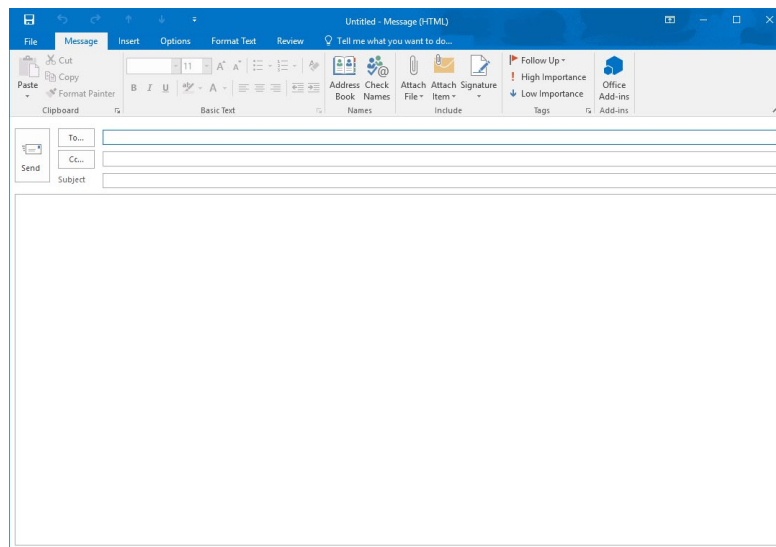 Untitled - Message (HTML)
File Message Insert Options Format Text Review Tell me what you want to do...
Paste
Cut
Copy
Format Painter
Clipboard
11
A A
B I U ab A
Basic Text
Address Book
Check Names
Names
Attach File
Attach Item
Signature
Include
Follow Up
High Importance
Low Importance
Tags
Office Add-ins
Add-ins
Send
To...
Cc...
Subject